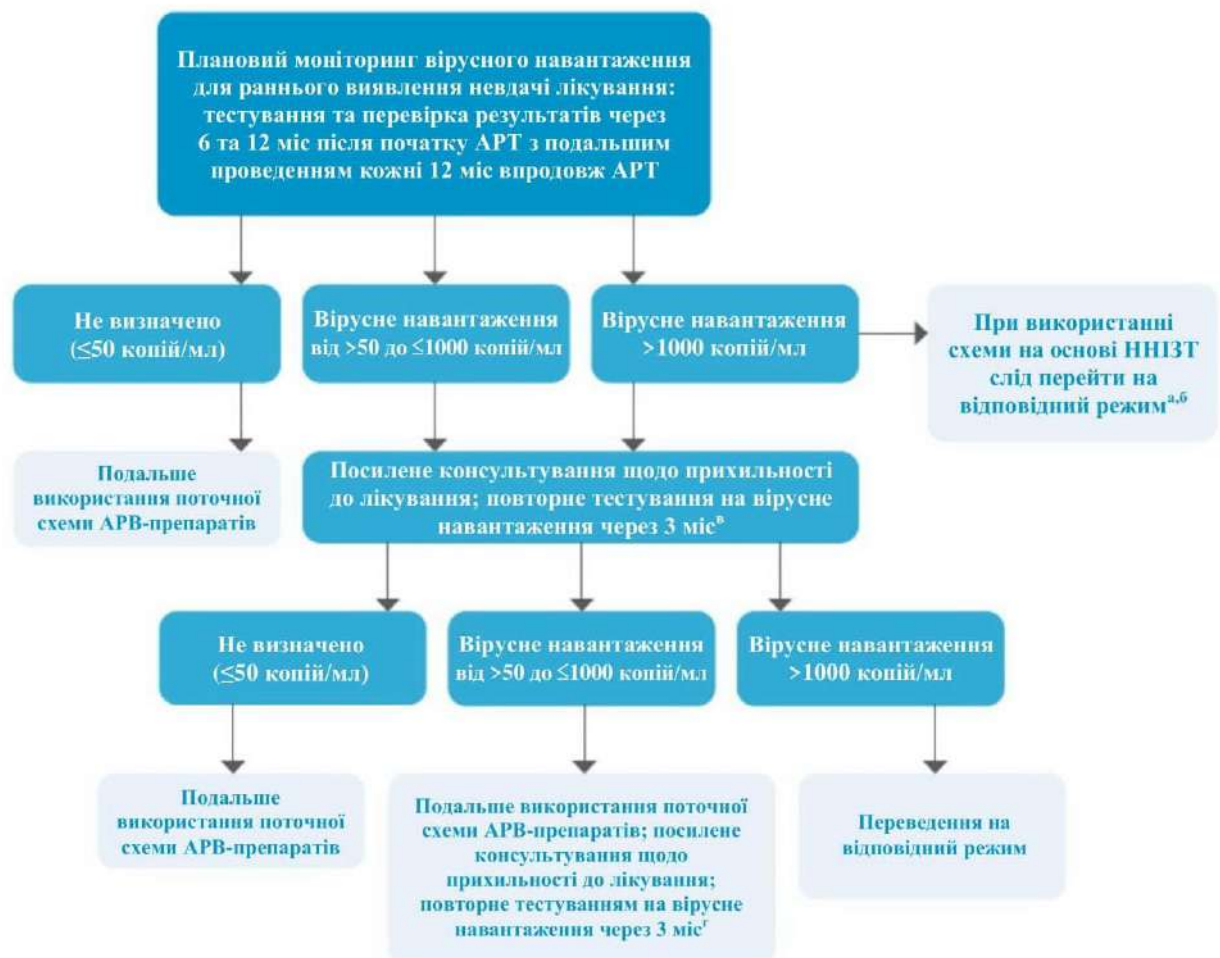 Плановий моніторинг вірусного навантаження
для раннього виявлення невдачі лікування:
тестування та перевірка результатів через
6 та 12 міс після початку АРТ з подальшим
проведенням кожні 12 міс впродовж АРТ
Не визначено
(≤50 копій/мл)
Вірусне навантаження
від >50 до ≤1000 копій/мл
Вірусне навантаження
>1000 копій/мл
При використанні
схеми на основі ННІЗТ
слід перейти на
відповідний режимᵃ,ᵇ
Подальше
використання поточної
схеми АРВ-препаратів
Посилене консультування щодо прихильності
до лікування; повторне тестування на вірусне
навантаження через 3 місᵛ
Не визначено
(≤50 копій/мл)
Вірусне навантаження
від >50 до ≤1000 копій/мл
Вірусне навантаження
>1000 копій/мл
Подальше
використання поточної
схеми АРВ-препаратів
Подальше використання поточної
схеми АРВ-препаратів; посилене
консультування щодо
прихильності до лікування;
повторне тестуванням на вірусне
навантаження через 3 місᶦ
Переведення на
відповідний режим